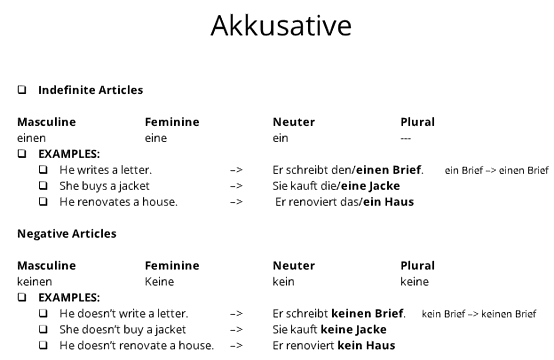 Akkusative
❑ Indefinite Articles
Masculine Feminine Neuter Plural
einen eine ein ---
❑ EXAMPLES:
❑ He writes a letter. –> Er schreibt den/einen Brief. ein Brief –> einen Brief
❑ She buys a jacket –> Sie kauft die/eine Jacke
❑ He renovates a house. –> Er renoviert das/ein Haus
Negative Articles
Masculine Feminine Neuter Plural
keinen Keine kein keine
❑ EXAMPLES:
❑ He doesn’t write a letter. –> Er schreibt keinen Brief. kein Brief –> keinen Brief
❑ She doesn’t buy a jacket –> Sie kauft keine Jacke
❑ He doesn’t renovate a house. –> Er renoviert kein Haus